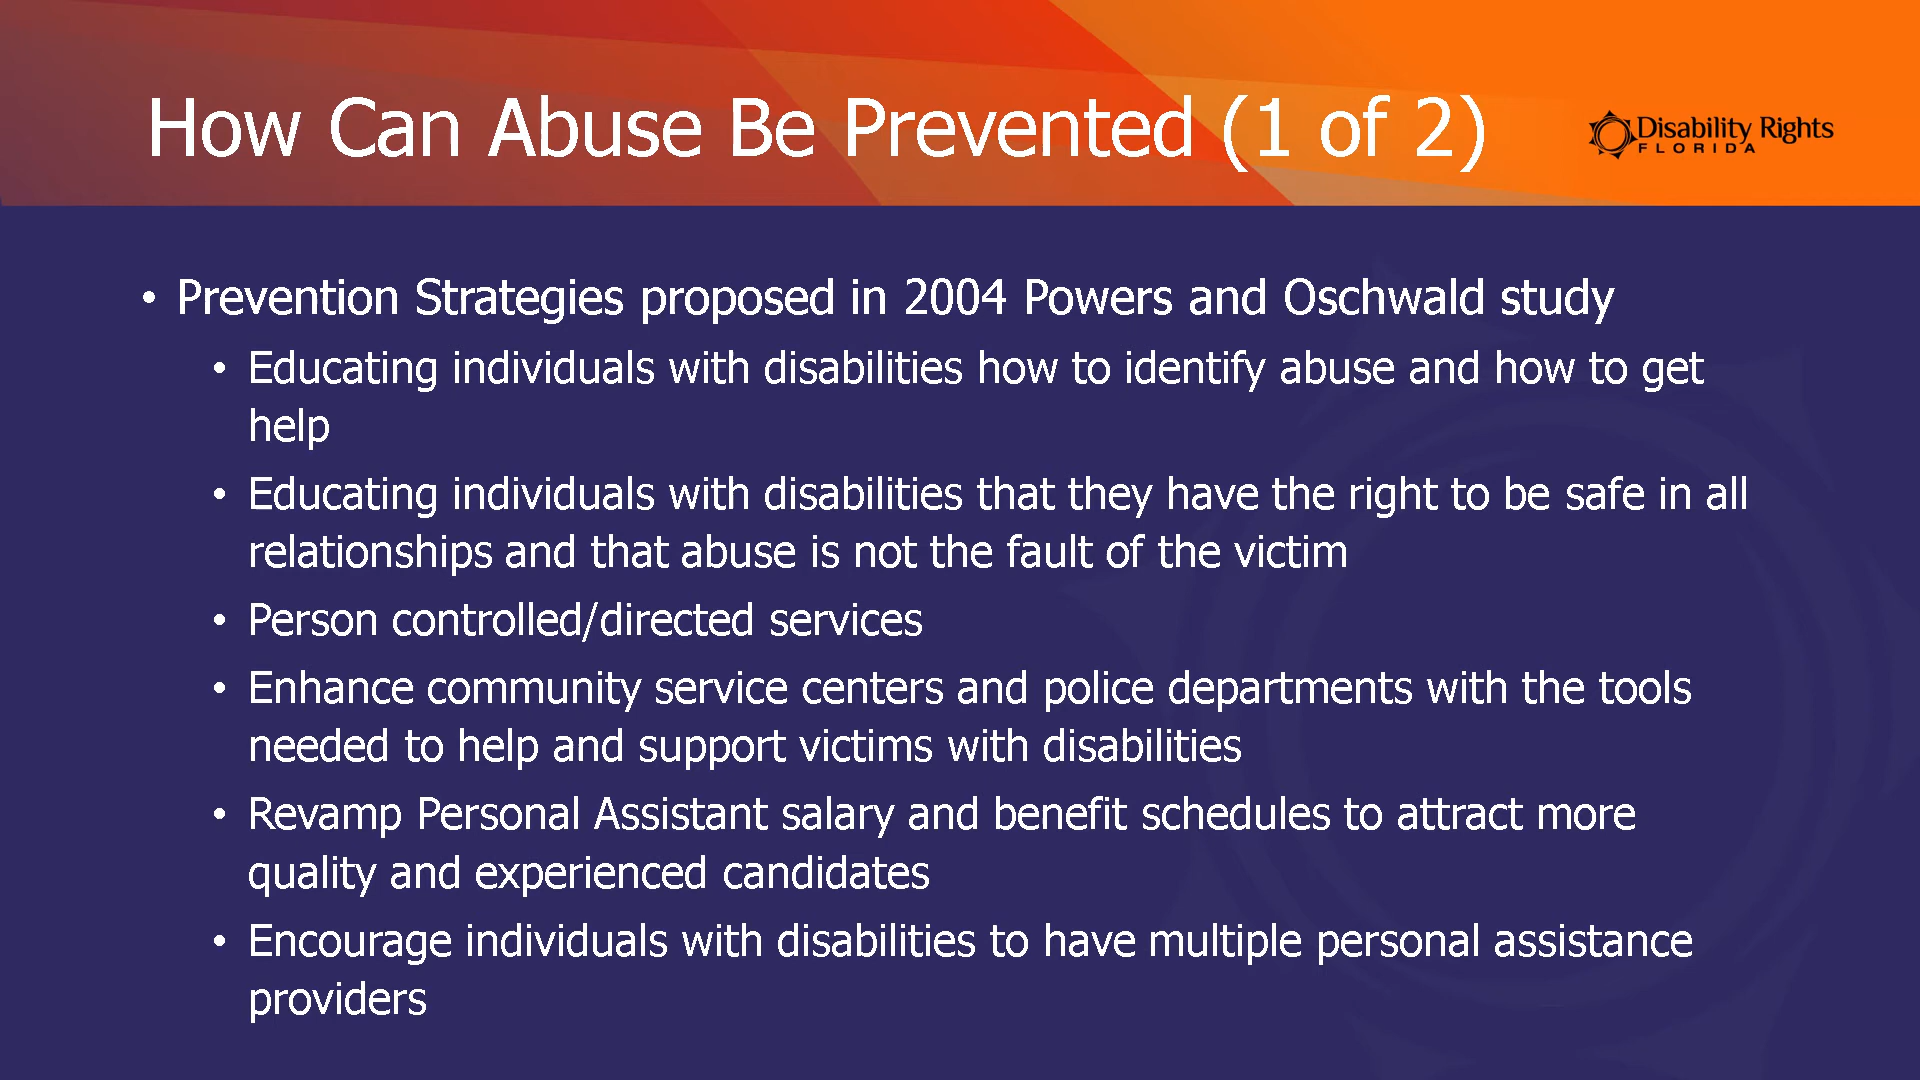 How Can Abuse Be Prevented (1 of 2)
Disability Rights
FLORIDA
• Prevention Strategies proposed in 2004 Powers and Oschwald study
• Educating individuals with disabilities how to identify abuse and how to get
help
• Educating individuals with disabilities that they have the right to be safe in all
relationships and that abuse is not the fault of the victim
• Person controlled/directed services
• Enhance community service centers and police departments with the tools
needed to help and support victims with disabilities
• Revamp Personal Assistant salary and benefit schedules to attract more
quality and experienced candidates
• Encourage individuals with disabilities to have multiple personal assistance
providers